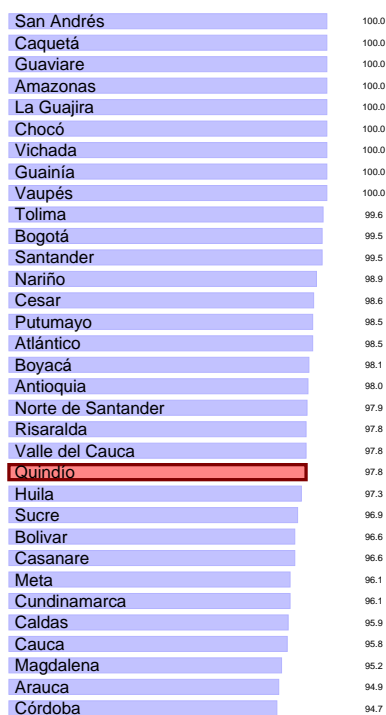 San Andrés 100.0
Caquetá 100.0
Guaviare 100.0
Amazonas 100.0
La Guajira 100.0
Chocó 100.0
Vichada 100.0
Guainía 100.0
Vaupés 100.0
Tolima 99.6
Bogotá 99.5
Santander 99.5
Nariño 98.9
Cesar 98.6
Putumayo 98.5
Atlántico 98.5
Boyacá 98.1
Antioquia 98.0
Norte de Santander 97.9
Risaralda 97.8
Valle del Cauca 97.8
Quindío 97.8
Huila 97.3
Sucre 96.9
Bolivar 96.6
Casanare 96.6
Meta 96.1
Cundinamarca 96.1
Caldas 95.9
Cauca 95.8
Magdalena 95.2
Arauca 94.9
Córdoba 94.7